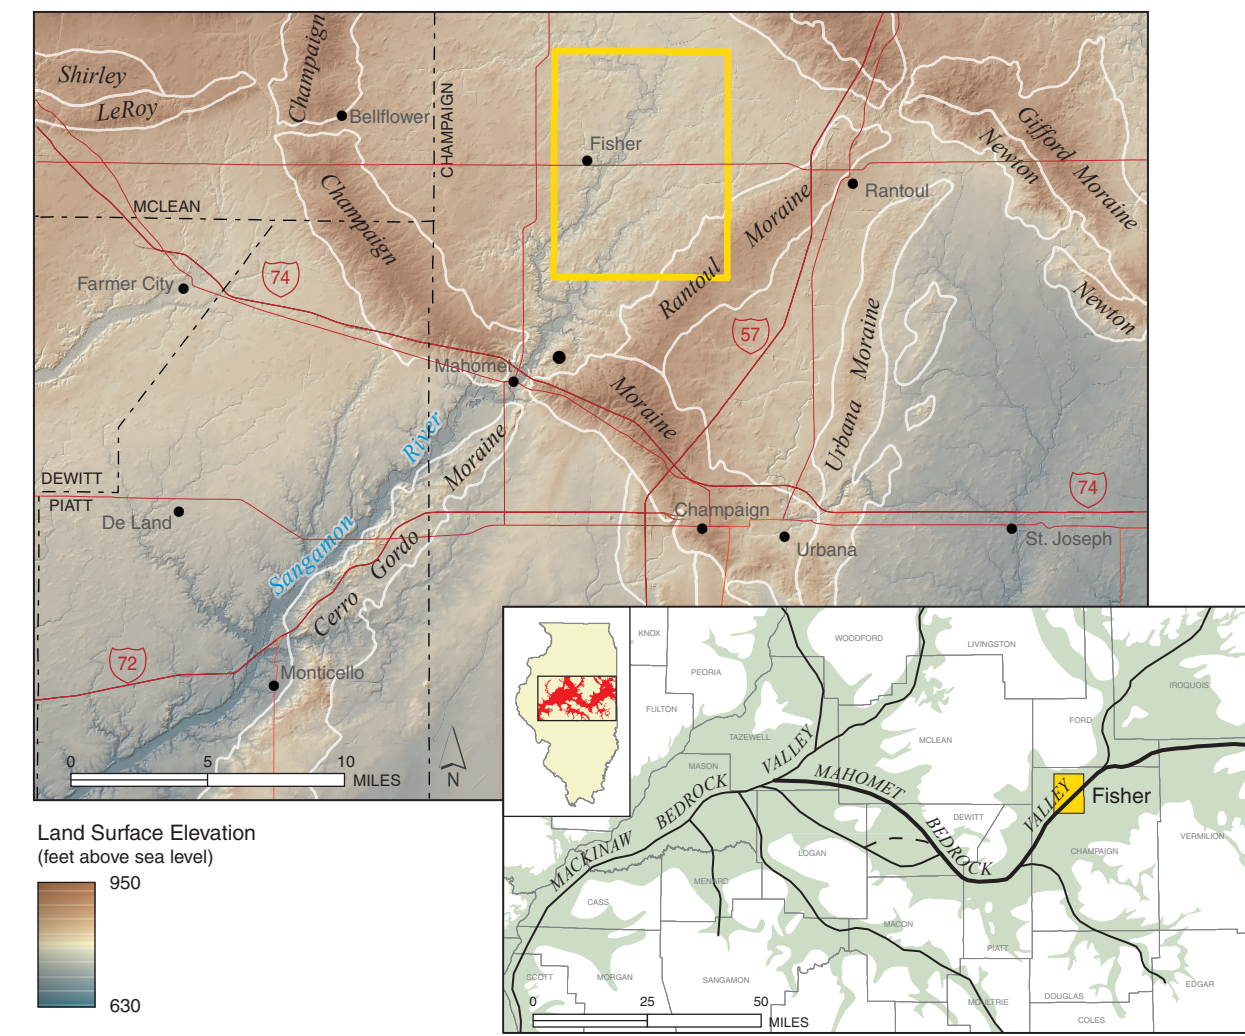 Shirley
LeRoy
Champaign
Bellflower
CHAMPAIGN
Fisher
Gifford Moraine
Newton
Rantoul
MCLEAN
Champaign
Rantoul Moraine
Farmer City
74
57
Newton
Mahomet
Moraine
Urbana Moraine
Sangamon River
Cerro Gordo Moraine
DEWITT
PIATT
De Land
Champaign
Urbana
74
St. Joseph
72
Monticello
0 5 10
MILES
N
Land Surface Elevation
(feet above sea level)
950
630
KNOX
WOODFORD
LIVINGSTON
PEORIA
IROQUOIS
FULTON
FORD
TAZEWELL
MCLEAN
MASON
MACKINAW BEDROCK VALLEY
MAHOMET BEDROCK VALLEY
Fisher
DEWITT
VERMILION
LOGAN
CHAMPAIGN
MENARD
CASS
MACON
PIATT
SCOTT
MORGAN
SANGAMON
EDGAR
MOULTRIE
DOUGLAS
COLES
0 25 50
MILES